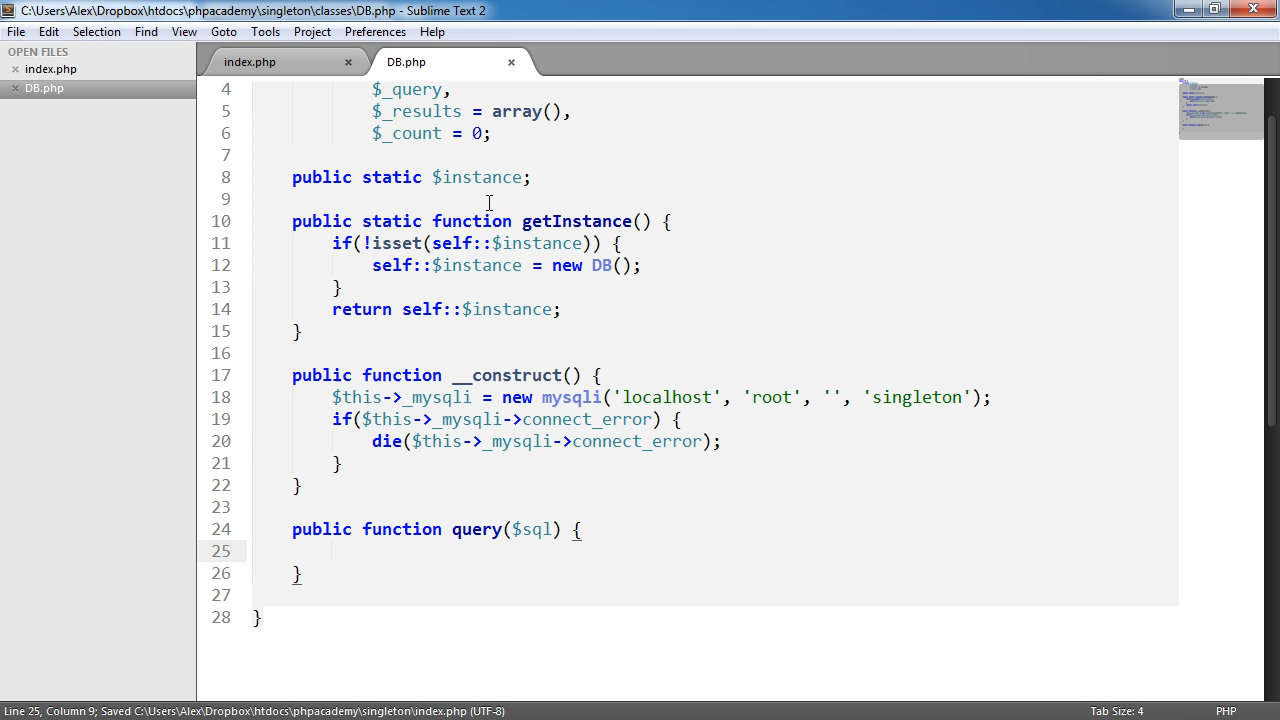 C:\Users\Alex\Dropbox\htdocs\phpacademy\singleton\classes\DB.php - Sublime Text 2
File Edit Selection Find View Goto Tools Project Preferences Help
OPEN FILES
× index.php
× DB.php
index.php × DB.php ×
4 $_query,
5 $_results = array(),
6 $_count = 0;
7
8 public static $instance;
9
10 public static function getInstance() {
11 if(!isset(self::$instance)) {
12 self::$instance = new DB();
13 }
14 return self::$instance;
15 }
16
17 public function __construct() {
18 $this->_mysqli = new mysqli('localhost', 'root', '', 'singleton');
19 if($this->_mysqli->connect_error) {
20 die($this->_mysqli->connect_error);
21 }
22 }
23
24 public function query($sql) {
25
26 }
27
28 }
Line 25, Column 9; Saved C:\Users\Alex\Dropbox\htdocs\phpacademy\singleton\index.php (UTF-8) Tab Size: 4 PHP